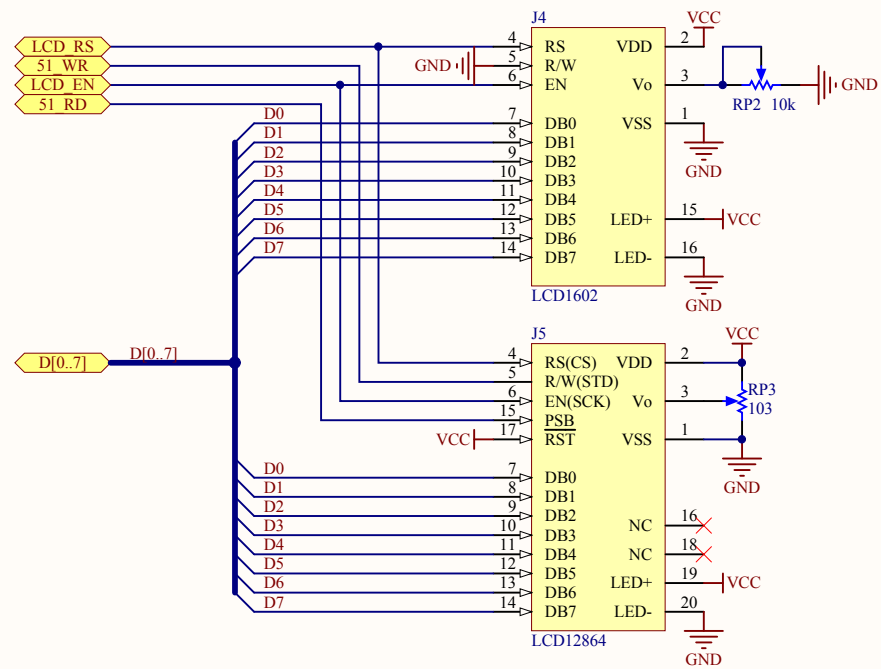 LCD_RS
51_WR
LCD_EN
51_RD
J4
4 RS VDD 2 VCC
GND 5 R/W
6 EN Vo 3 RP2 10k GND
D0 7 DB0 VSS 1 GND
D1 8 DB1
D2 9 DB2
D3 10 DB3
D4 11 DB4
D5 12 DB5 LED+ 15 VCC
D6 13 DB6
D7 14 DB7 LED- 16 GND
LCD1602
D[0..7] D[0..7]
J5
4 RS(CS) VDD 2 VCC
5 R/W(STD)
6 EN(SCK) Vo 3 RP3 103
15 PSB
VCC 17 RST VSS 1 GND
D0 7 DB0
D1 8 DB1
D2 9 DB2 NC 16
D3 10 DB3
D4 11 DB4 NC 18
D5 12 DB5 LED+ 19 VCC
D6 13 DB6
D7 14 DB7 LED- 20 GND
LCD12864